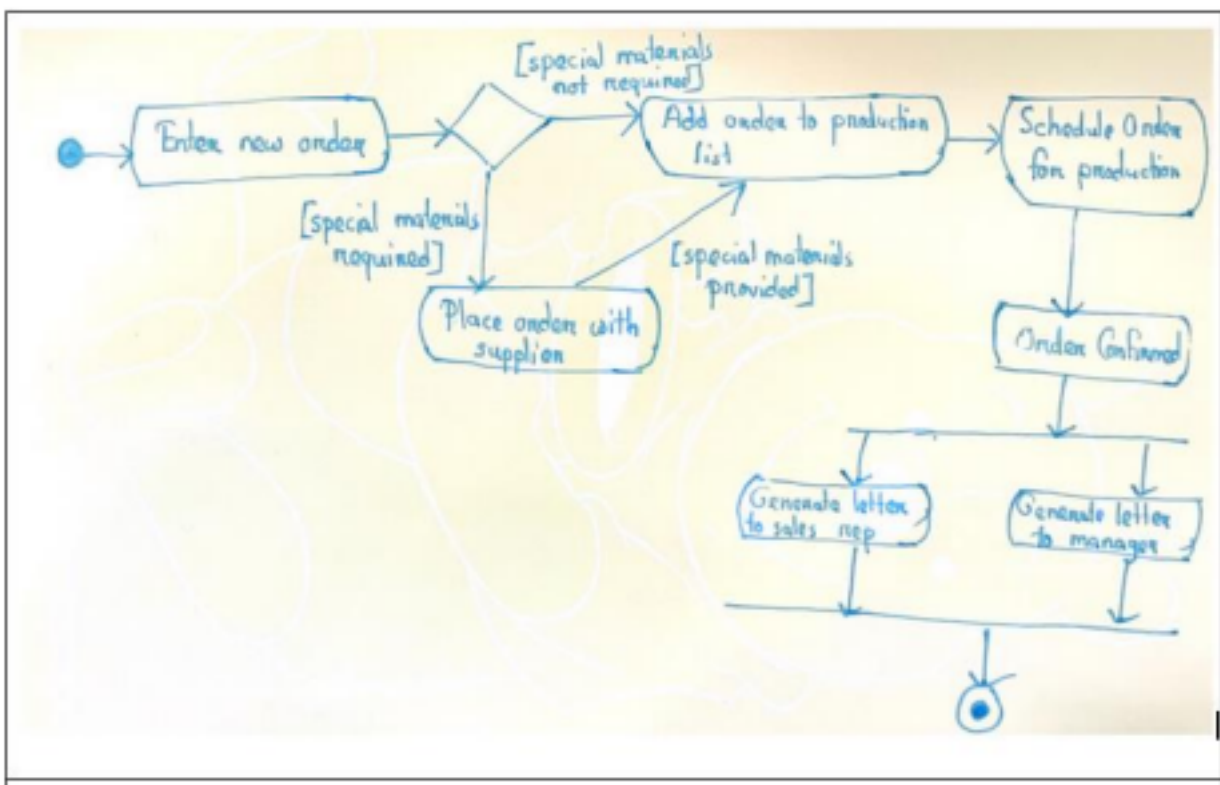 [special materials
not required]
Enter new order
Add order to production
list
Schedule Order
for production
[special materials
required]
[special materials
provided]
Place order with
supplier
Order Confirmed
Generate letter
to sales rep
Generate letter
to manager